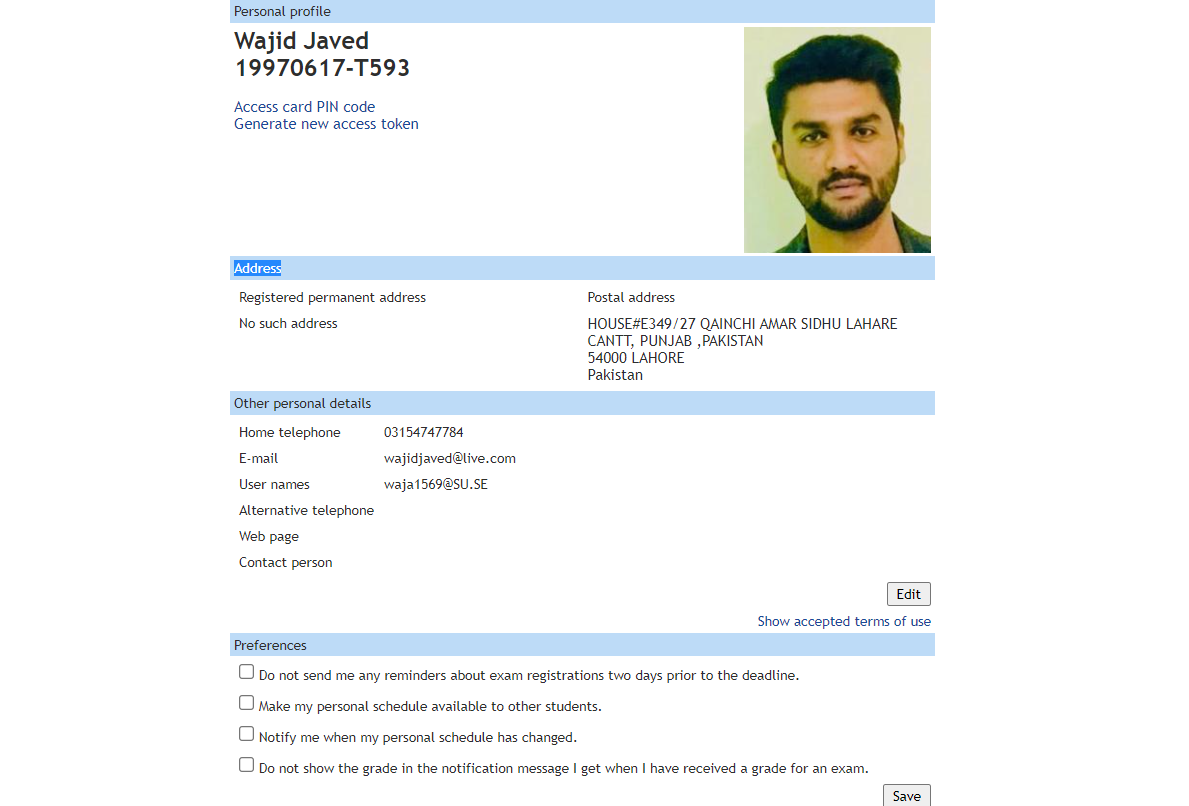 Personal profile
Wajid Javed
19970617-T593
Access card PIN code
Generate new access token
Address
Registered permanent address
Postal address
No such address
HOUSE#E349/27 QAINCHI AMAR SIDHU LAHARE
CANTT, PUNJAB ,PAKISTAN
54000 LAHORE
Pakistan
Other personal details
Home telephone 03154747784
E-mail wajidjaved@live.com
User names waja1569@SU.SE
Alternative telephone
Web page
Contact person
Edit
Show accepted terms of use
Preferences
Do not send me any reminders about exam registrations two days prior to the deadline.
Make my personal schedule available to other students.
Notify me when my personal schedule has changed.
Do not show the grade in the notification message I get when I have received a grade for an exam.
Save